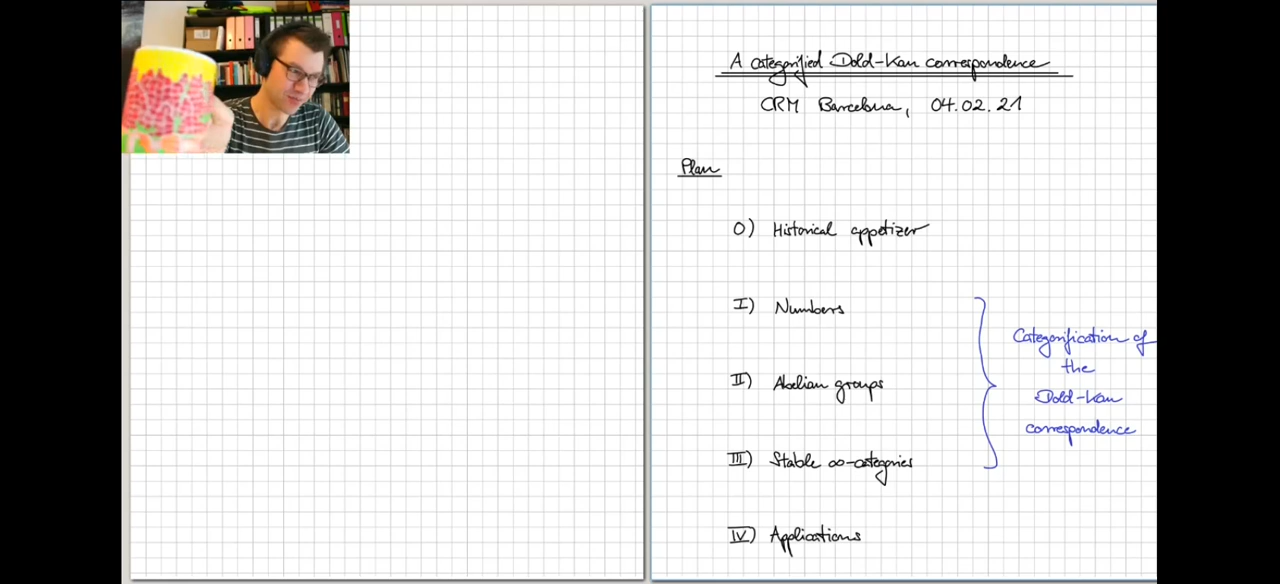 A categorified Dold-Kan correspondence
CRM Barcelona, 04.02.21
Plan
0) Historical appetizer
I) Numbers
II) Abelian groups
III) Stable ∞-categories
IV) Applications
Categorification of
the
Dold-Kan
correspondence